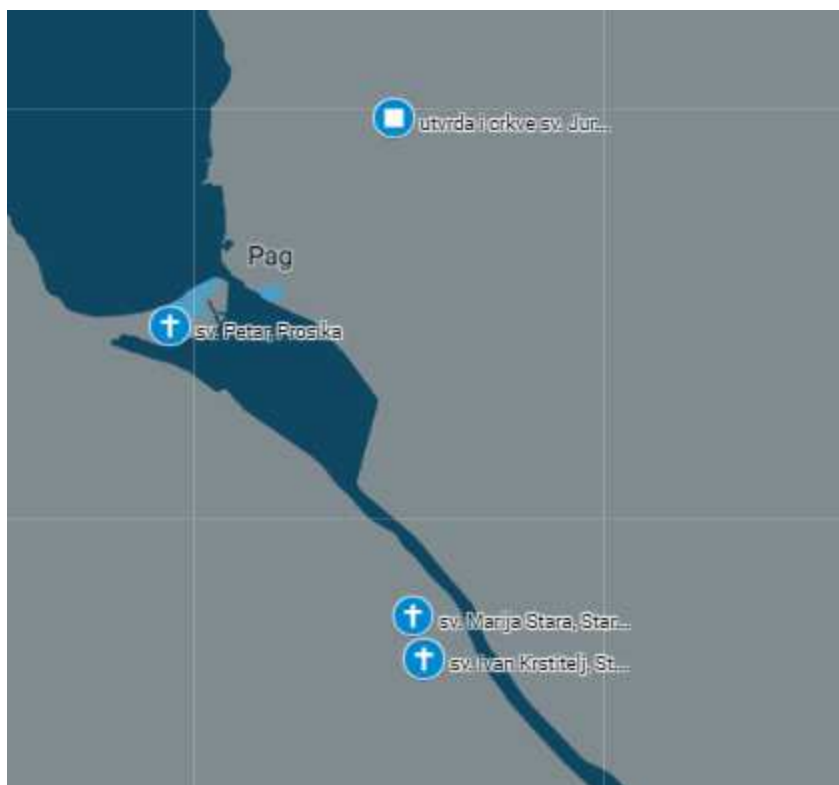 utvrda i crkve sv. Jur...
Pag
sv. Petar, Prosika
sv. Marija Stara, Star...
sv. Ivan Krstitelj, St...